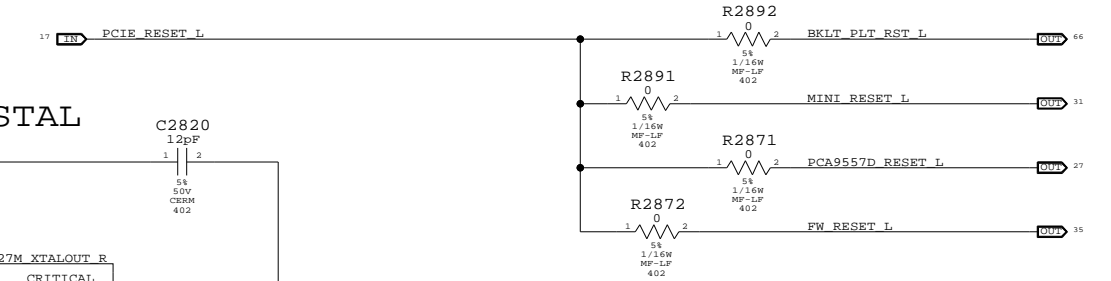 R2892
0
17 IN PCIE_RESET_L
1 2 BKLT_PLT_RST_L OUT 66
5%
1/16W
MF-LF
402
R2891
0
1 2 MINI_RESET_L OUT 31
5%
1/16W
MF-LF
402
STAL
C2820
12pF
1 2
5%
50V
CERM
402
R2871
0
1 2 PCA9557D_RESET_L OUT 27
5%
1/16W
MF-LF
402
R2872
0
1 2 FW_RESET_L OUT 35
5%
1/16W
MF-LF
402
27M_XTALOUT_R
CRITICAL